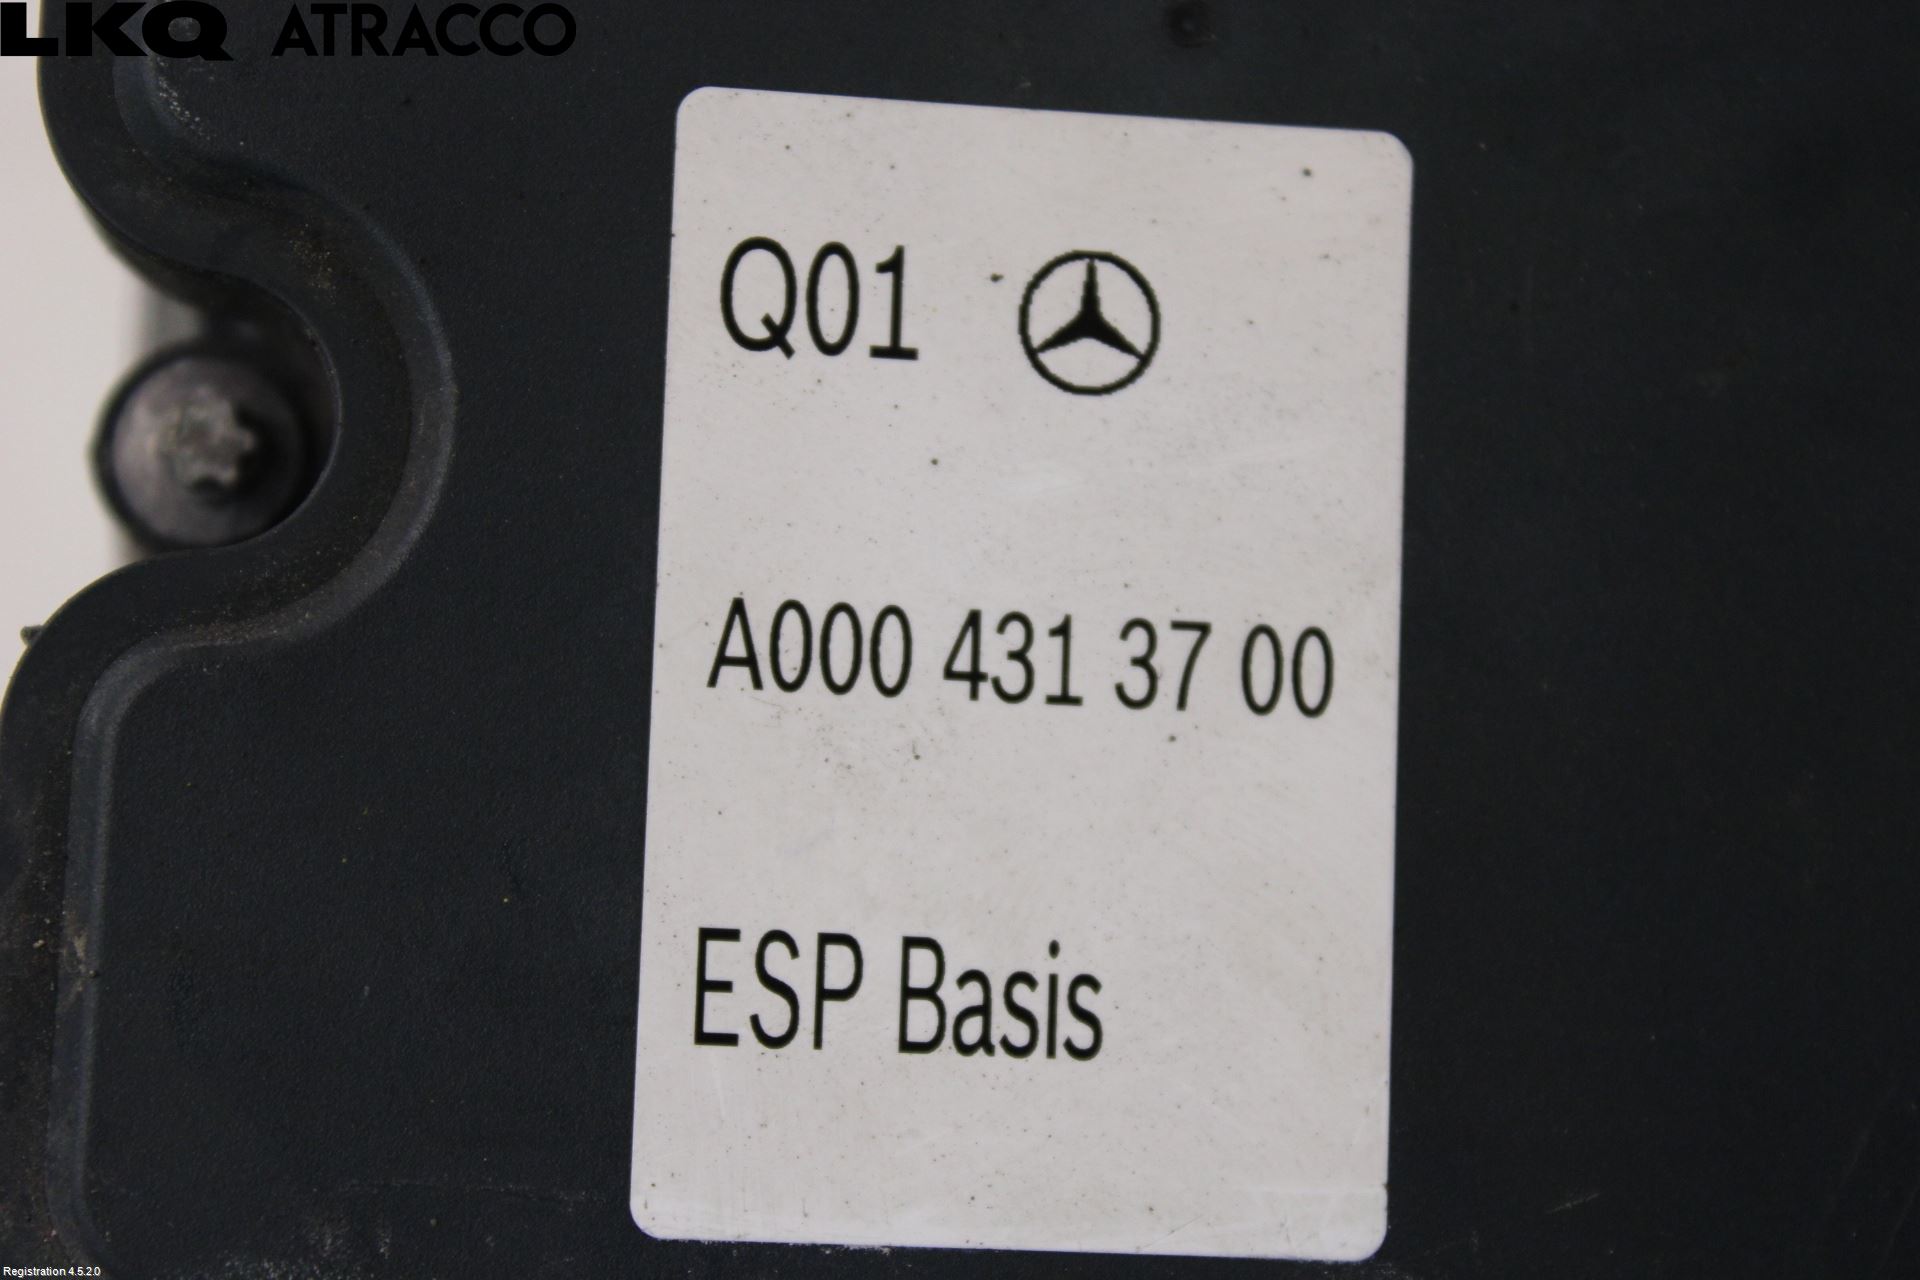 LKQ ATRACCO
Q01
A000 431 37 00
ESP Basis
Registration 4.5.2.0